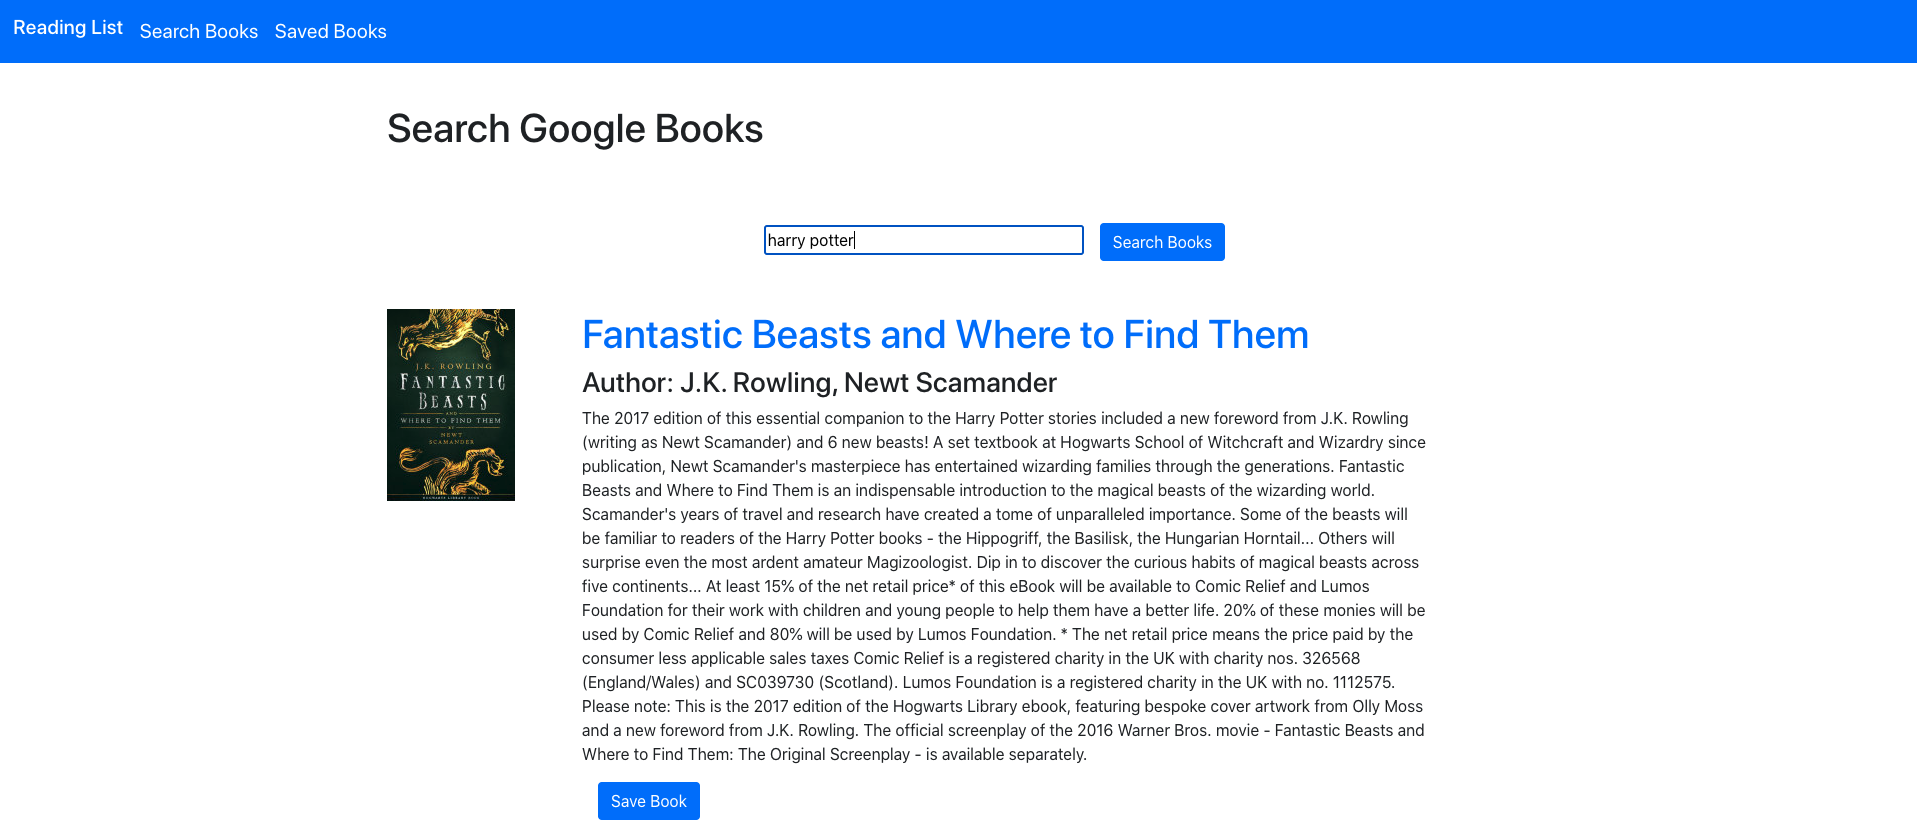 Reading List
Search Books
Saved Books
Search Google Books
harry potter
Search Books
J.K. ROWLING
FANTASTIC
BEASTS
AND
WHERE TO FIND THEM
BY
NEWT
SCAMANDER
HOGWARTS LIBRARY BOOK
Fantastic Beasts and Where to Find Them
Author: J.K. Rowling, Newt Scamander
The 2017 edition of this essential companion to the Harry Potter stories included a new foreword from J.K. Rowling
(writing as Newt Scamander) and 6 new beasts! A set textbook at Hogwarts School of Witchcraft and Wizardry since
publication, Newt Scamander's masterpiece has entertained wizarding families through the generations. Fantastic
Beasts and Where to Find Them is an indispensable introduction to the magical beasts of the wizarding world.
Scamander's years of travel and research have created a tome of unparalleled importance. Some of the beasts will
be familiar to readers of the Harry Potter books - the Hippogriff, the Basilisk, the Hungarian Horntail... Others will
surprise even the most ardent amateur Magizoologist. Dip in to discover the curious habits of magical beasts across
five continents... At least 15% of the net retail price* of this eBook will be available to Comic Relief and Lumos
Foundation for their work with children and young people to help them have a better life. 20% of these monies will be
used by Comic Relief and 80% will be used by Lumos Foundation. * The net retail price means the price paid by the
consumer less applicable sales taxes Comic Relief is a registered charity in the UK with charity nos. 326568
(England/Wales) and SC039730 (Scotland). Lumos Foundation is a registered charity in the UK with no. 1112575.
Please note: This is the 2017 edition of the Hogwarts Library ebook, featuring bespoke cover artwork from Olly Moss
and a new foreword from J.K. Rowling. The official screenplay of the 2016 Warner Bros. movie - Fantastic Beasts and
Where to Find Them: The Original Screenplay - is available separately.
Save Book